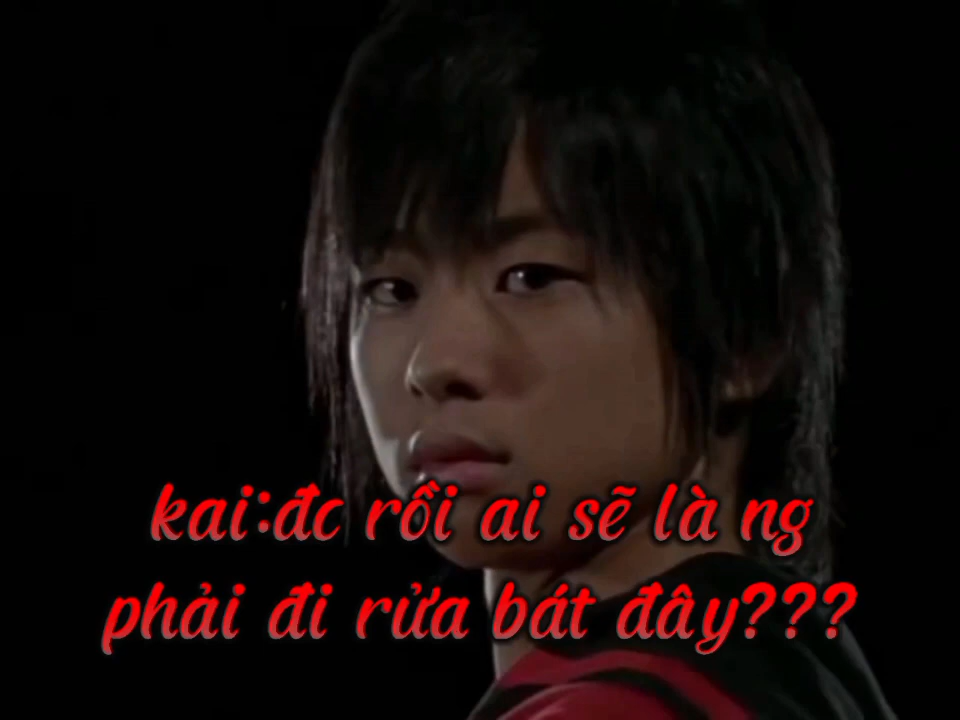 kai:đc rồi ai sẽ là ng
phải đi rửa bát đây???